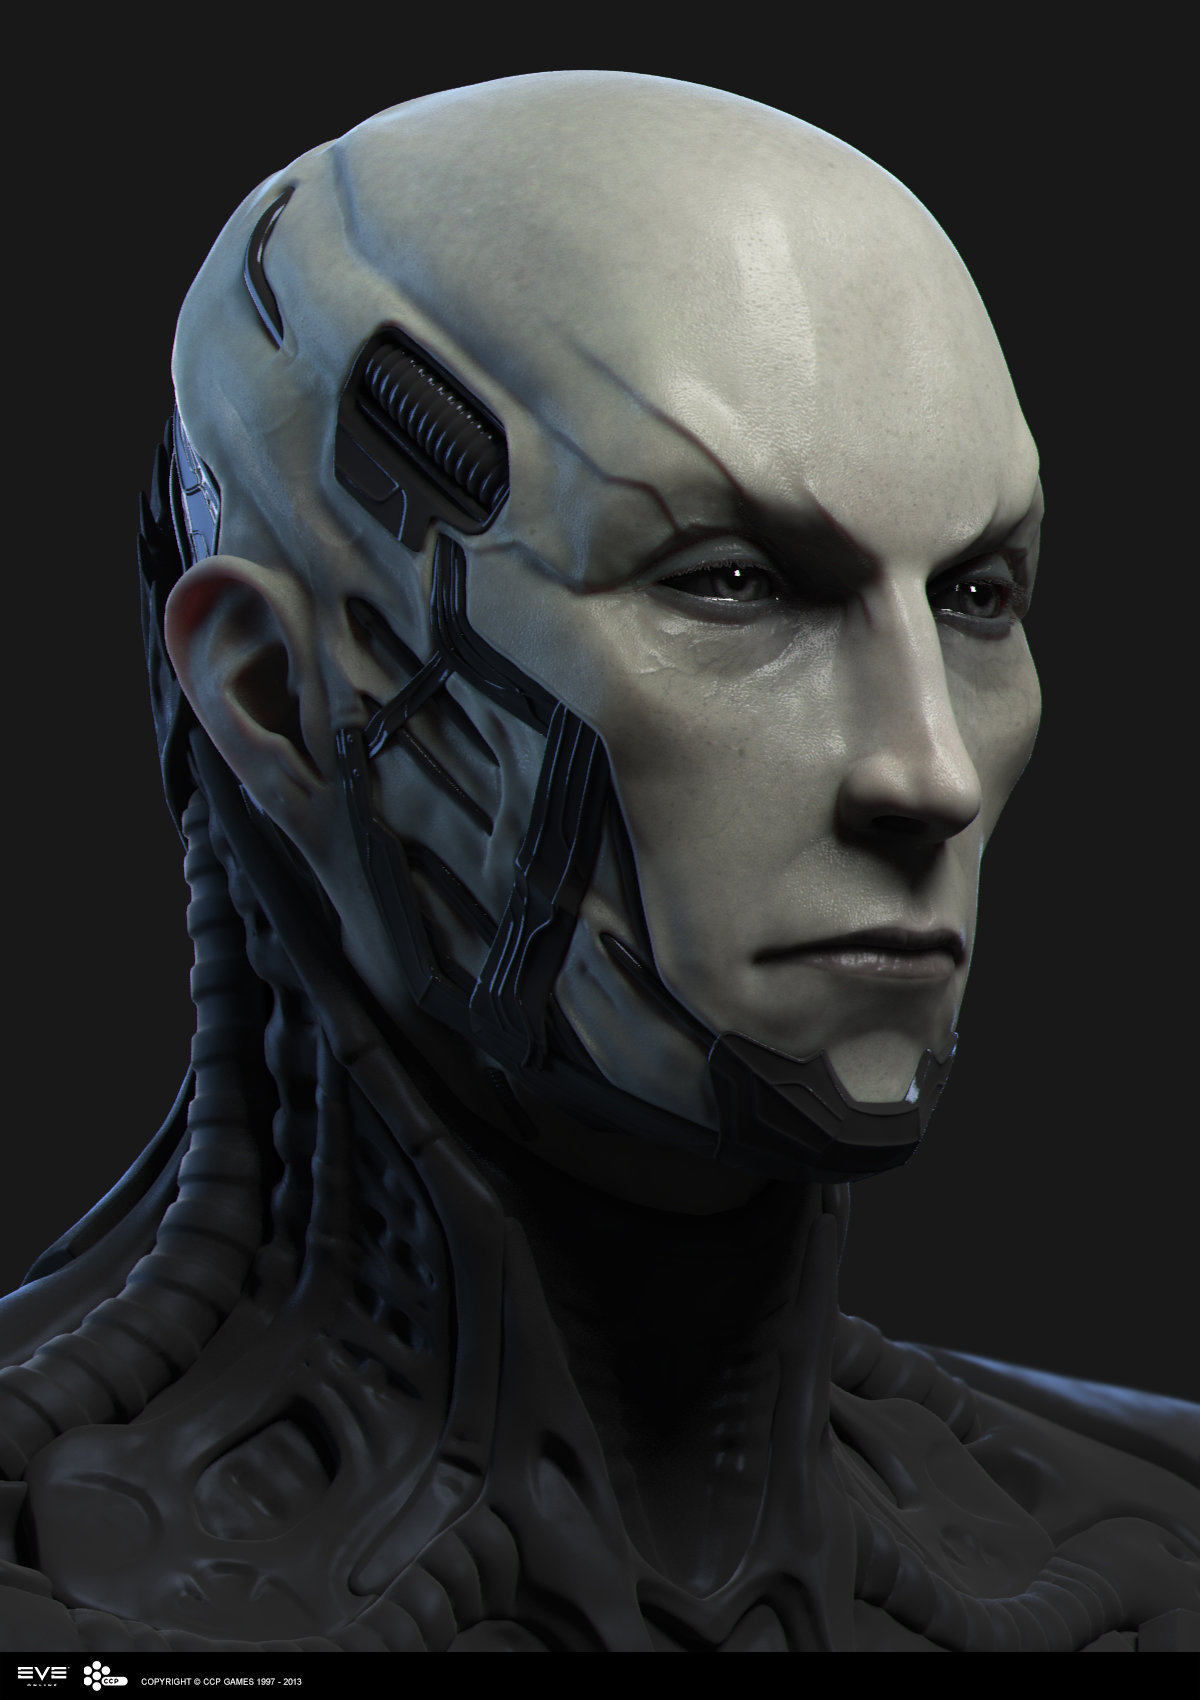 EVE
ONLINE
CCP
COPYRIGHT © CCP GAMES 1997 - 2013